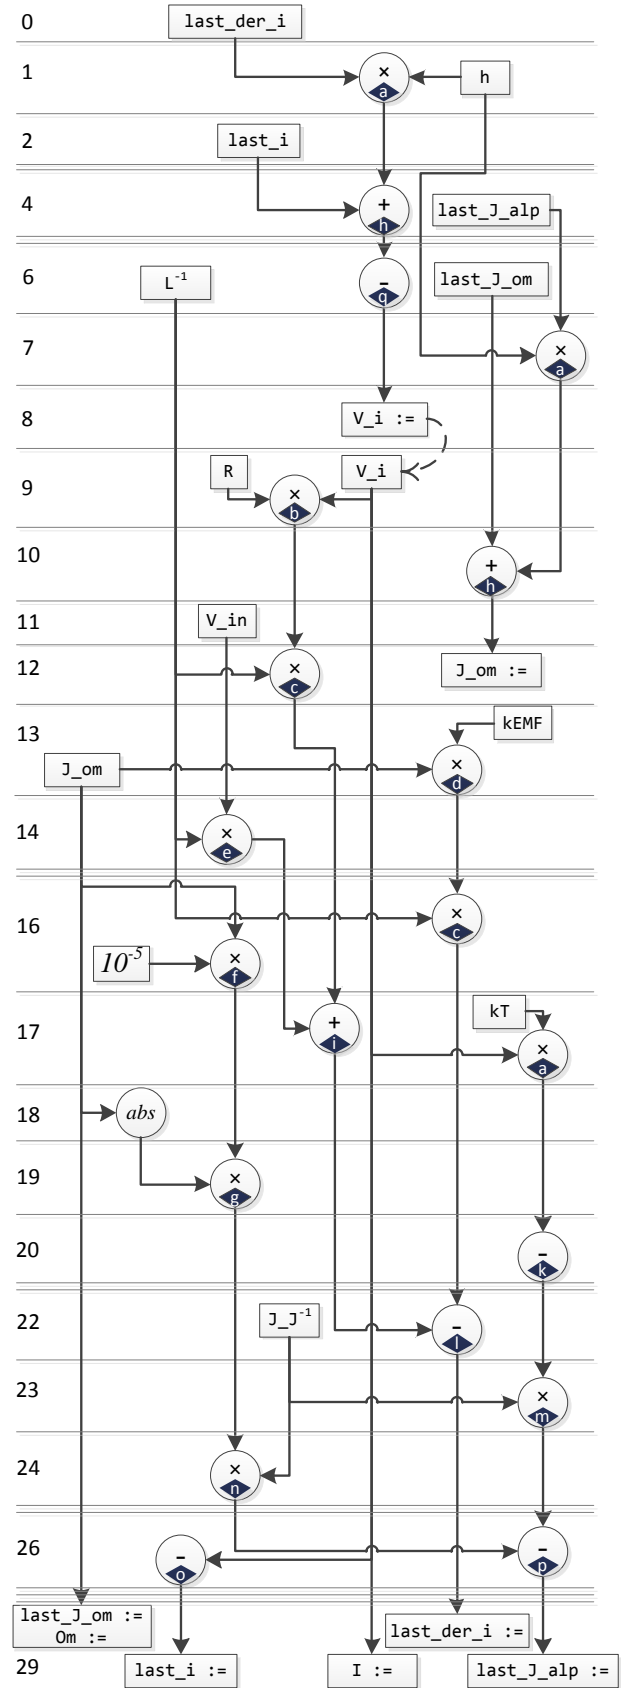 0
last_der_i
1
×
a
h
2
last_i
4
+
h
last_J_alp
6
L⁻¹
-
q
last_J_om
7
×
a
8
V_i :=
9
R
×
b
V_i
10
+
h
11
V_in
12
×
c
J_om :=
13
kEMF
J_om
×
d
14
×
e
16
×
c
10⁻⁵
×
f
17
+
i
kT
×
a
18
abs
19
×
g
20
-
k
22
J_J⁻¹
-
l
23
×
m
24
×
n
26
-
o
-
p
last_J_om :=
Om :=
last_der_i :=
29
last_i :=
I :=
last_J_alp :=